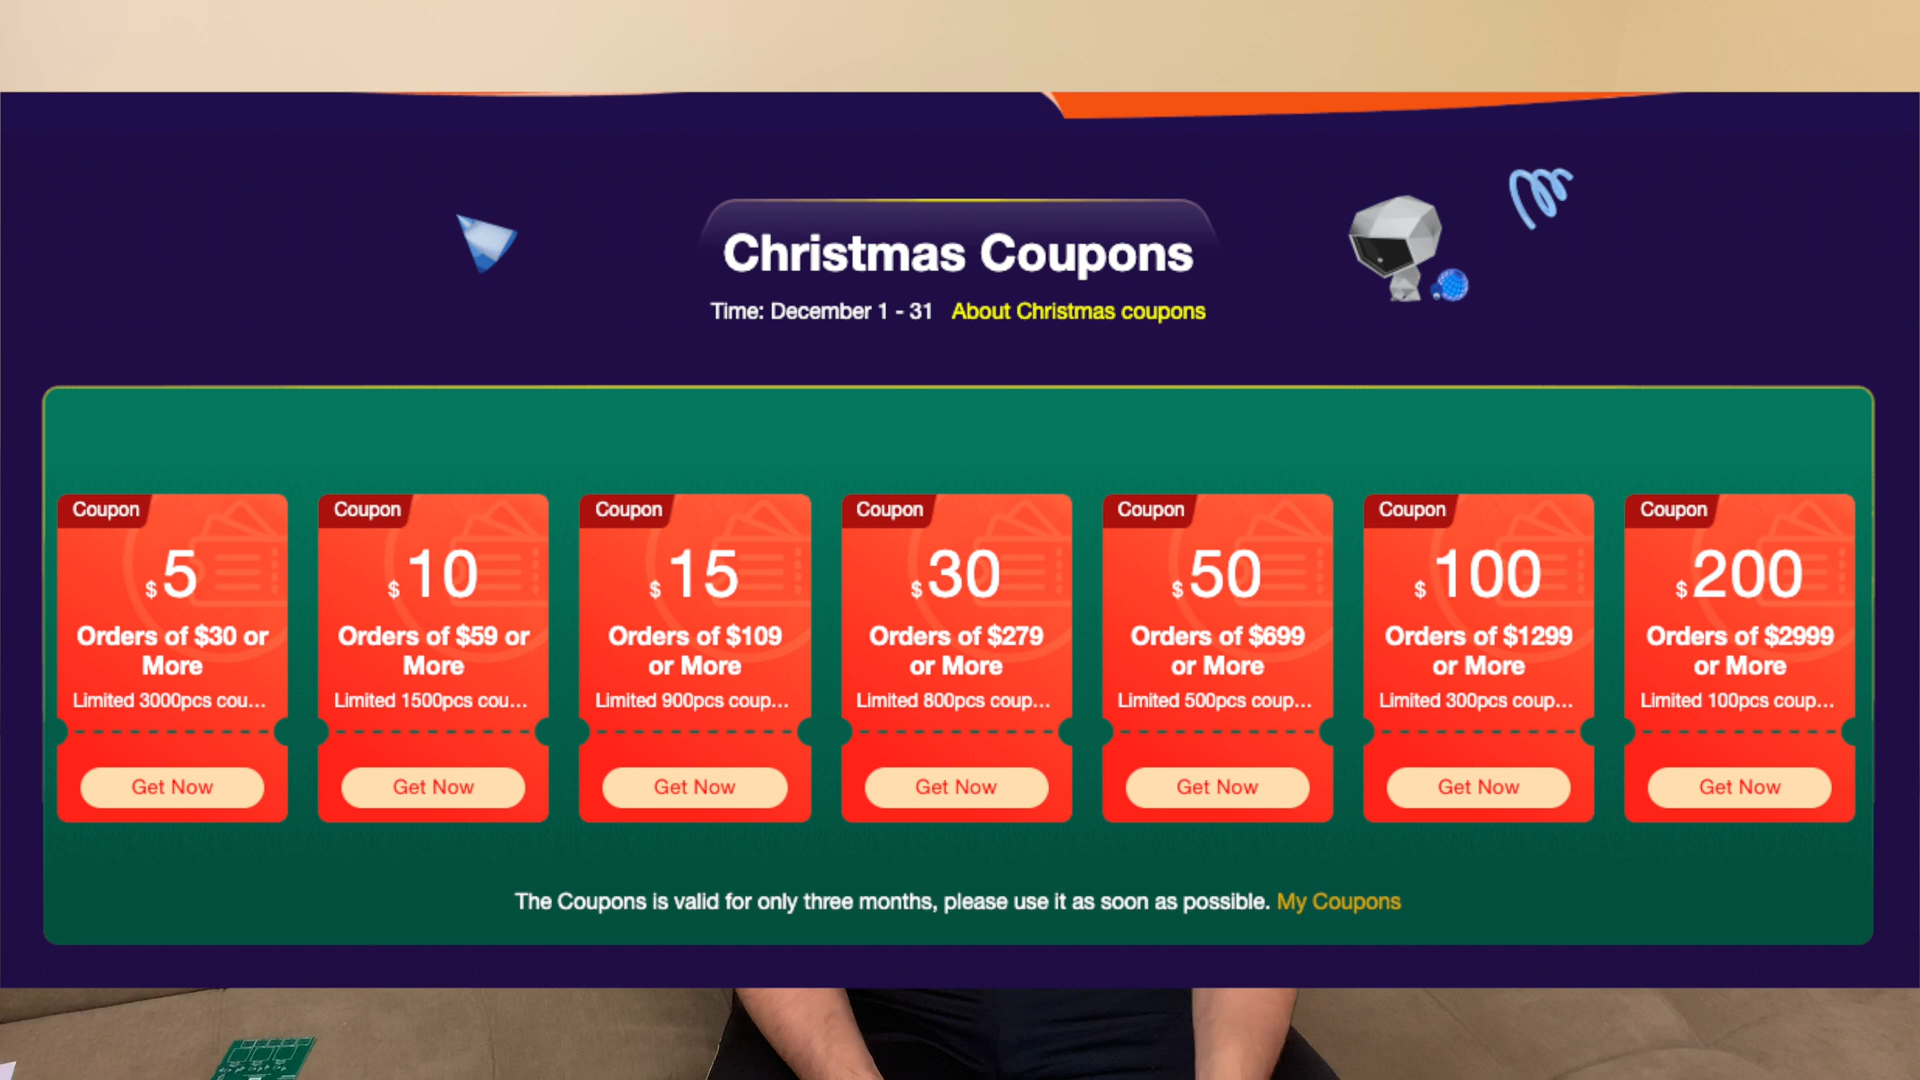 Christmas Coupons
Time: December 1 - 31 About Christmas coupons
Coupon
$5
Orders of $30 or
More
Limited 3000pcs cou...
Get Now
Coupon
$10
Orders of $59 or
More
Limited 1500pcs cou...
Get Now
Coupon
$15
Orders of $109
or More
Limited 900pcs coup...
Get Now
Coupon
$30
Orders of $279
or More
Limited 800pcs coup...
Get Now
Coupon
$50
Orders of $699
or More
Limited 500pcs coup...
Get Now
Coupon
$100
Orders of $1299
or More
Limited 300pcs coup...
Get Now
Coupon
$200
Orders of $2999
or More
Limited 100pcs coup...
Get Now
The Coupons is valid for only three months, please use it as soon as possible. My Coupons